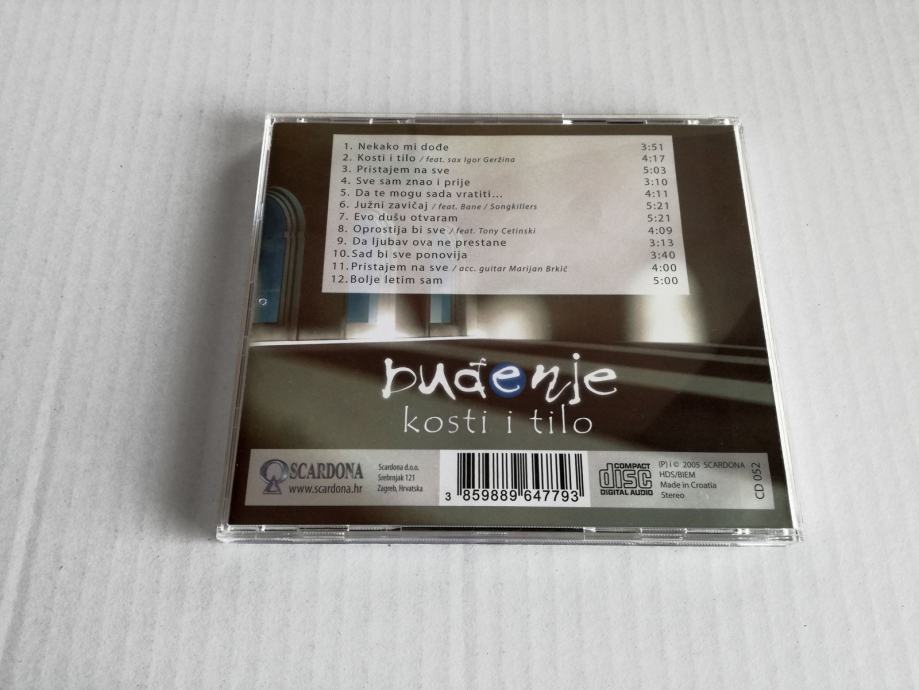 1. Nekako mi dođe 3:51
2. Kosti i tilo / feat. sax Igor Geržina 4:17
3. Pristajem na sve 5:03
4. Sve sam znao i prije 3:10
5. Da te mogu sada vratiti... 4:11
6. Južni zavičaj / feat. Bane / Songkillers 5:21
7. Evo dušu otvaram 5:21
8. Oprostija bi sve / feat. Tony Cetinski 4:09
9. Da ljubav ova ne prestane 3:13
10. Sad bi sve ponovija 3:40
11. Pristajem na sve / acc. guitar Marijan Brkić 4:00
12. Bolje letim sam 5:00
buđenje
kosti i tilo
SCARDONA
www.scardona.hr
Scardona d.o.o.
Srebrnjak 121
Zagreb, Hrvatska
3 859889 647793
COMPACT
disc
DIGITAL AUDIO
(P) i © 2005 SCARDONA
HDS/BIEM
Made in Croatia
Stereo
CD 052